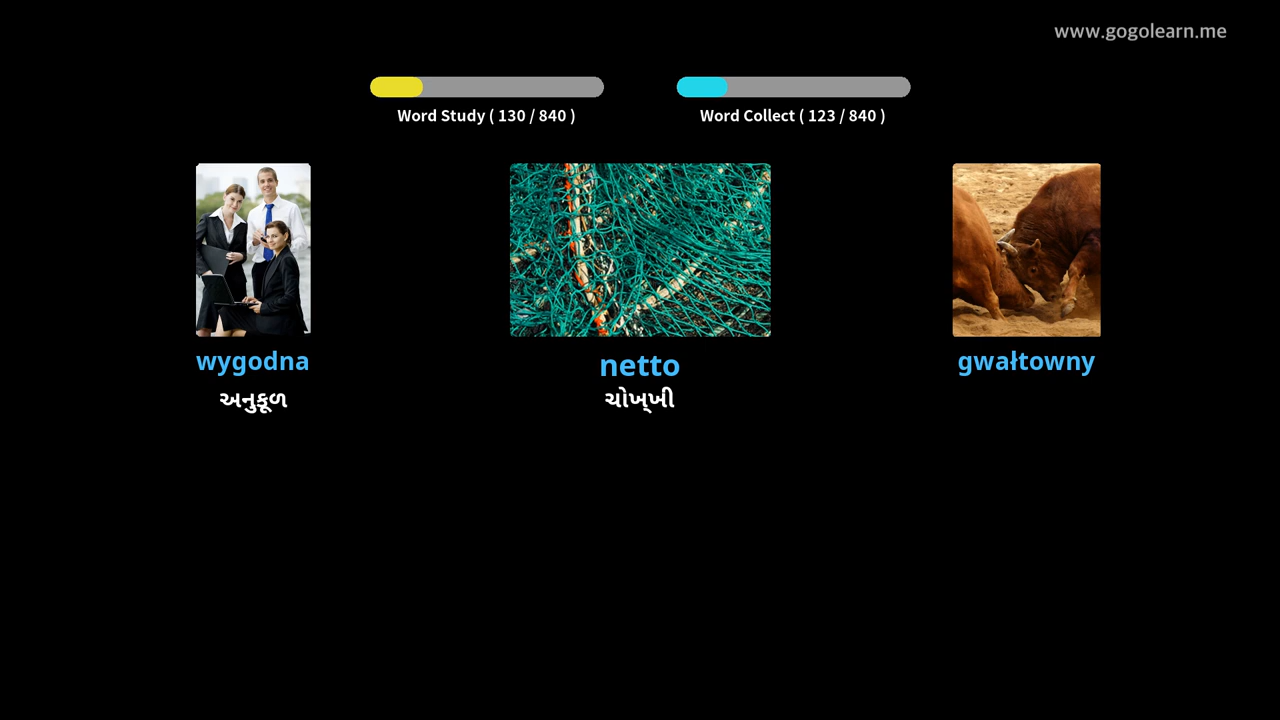 www.gogolearn.me
Word Study ( 130 / 840 )
Word Collect ( 123 / 840 )
wygodna
netto
gwałtowny
અનુકૂળ
ચોખ્ખી